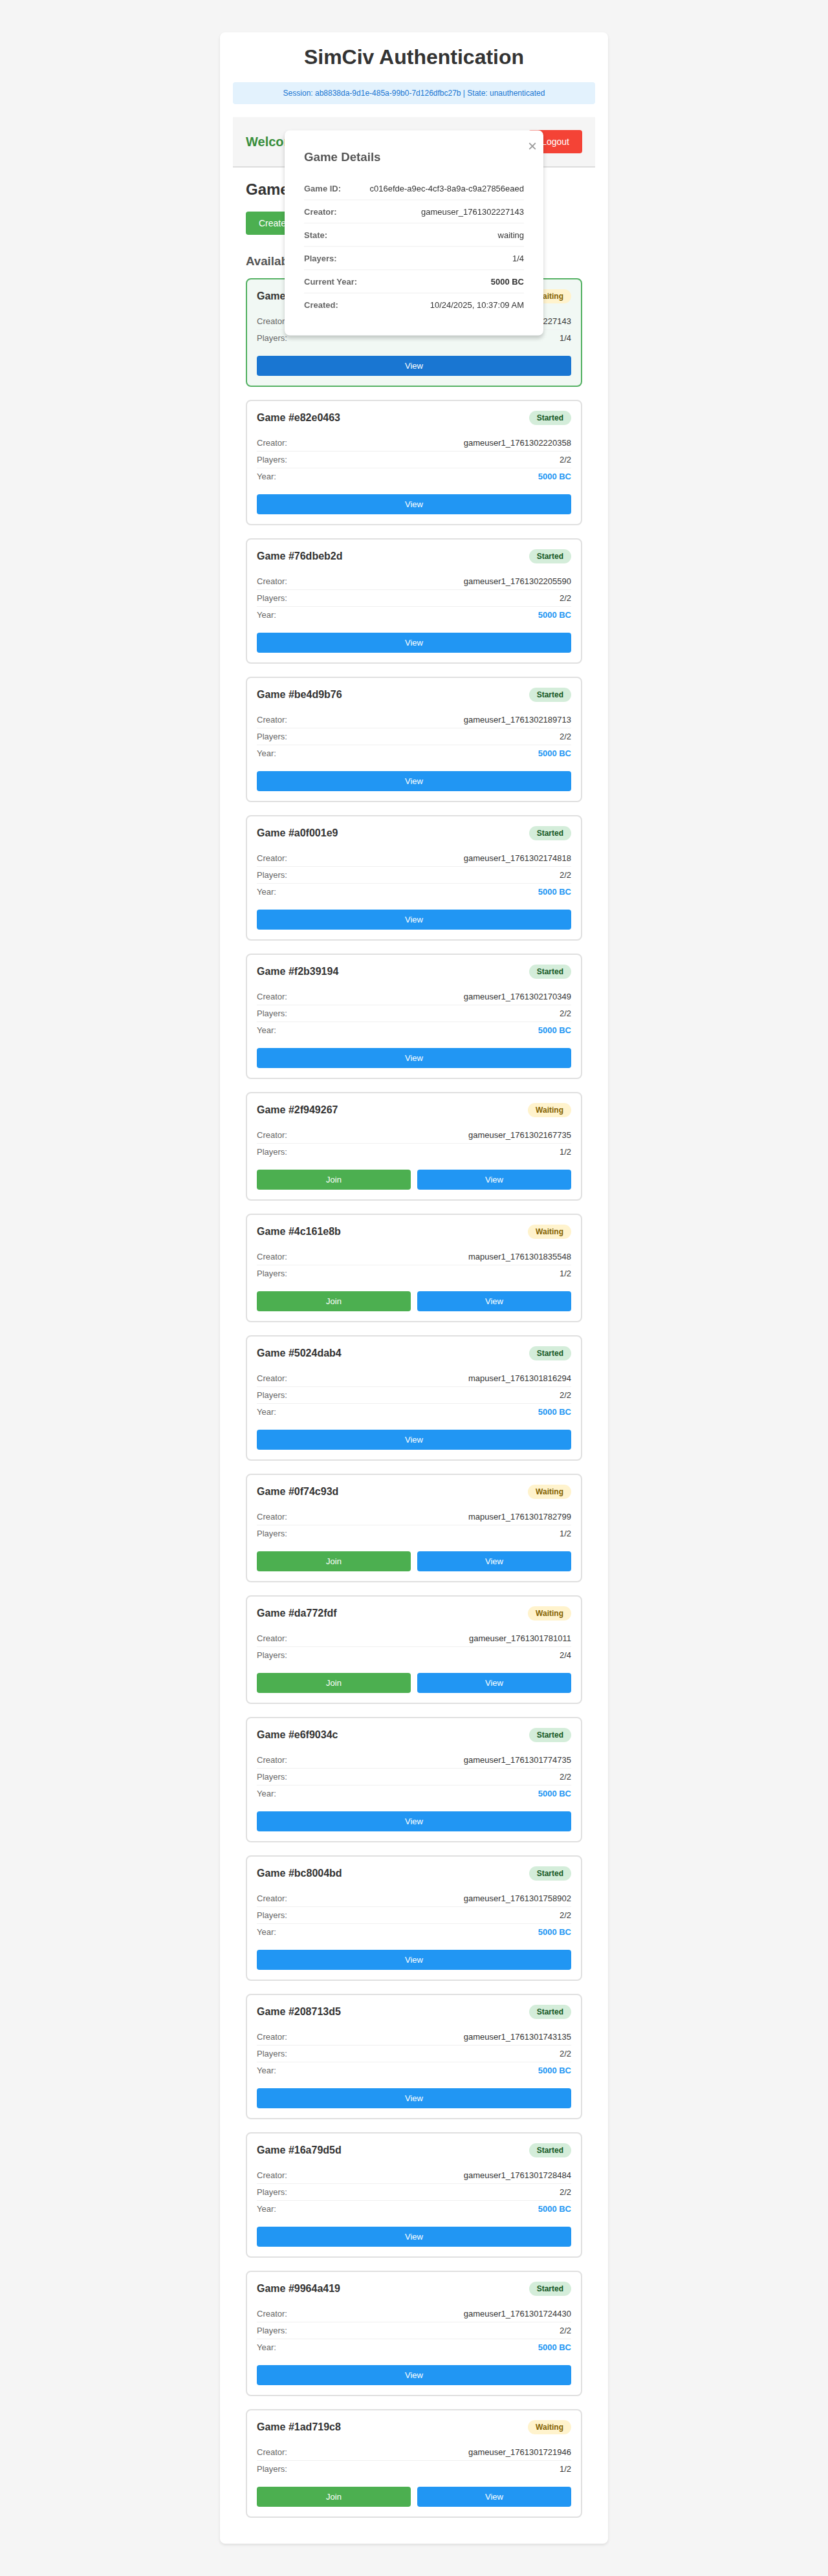 SimCiv Authentication
Session: ab8838da-9d1e-485a-99b0-7d126dfbc27b | State: unauthenticated
Logout
×
Game Details
Game ID: c016efde-a9ec-4cf3-8a9a-c9a27856eaed
Creator: gameuser_1761302227143
State: waiting
Players: 1/4
Current Year: 5000 BC
Created: 10/24/2025, 10:37:09 AM
Game
Create
Game
Creator 227143
Players: 1/4
View
Game #e82e0463 Started
Creator: gameuser1_1761302220358
Players: 2/2
Year: 5000 BC
View
Game #76dbeb2d Started
Creator: gameuser1_1761302205590
Players: 2/2
Year: 5000 BC
View
Game #be4d9b76 Started
Creator: gameuser1_1761302189713
Players: 2/2
Year: 5000 BC
View
Game #a0f001e9 Started
Creator: gameuser1_1761302174818
Players: 2/2
Year: 5000 BC
View
Game #f2b39194 Started
Creator: gameuser1_1761302170349
Players: 2/2
Year: 5000 BC
View
Game #2f949267 Waiting
Creator: gameuser_1761302167735
Players: 1/2
Join View
Game #4c161e8b Waiting
Creator: mapuser1_1761301835548
Players: 1/2
Join View
Game #5024dab4 Started
Creator: mapuser1_1761301816294
Players: 2/2
Year: 5000 BC
View
Game #0f74c93d Waiting
Creator: mapuser1_1761301782799
Players: 1/2
Join View
Game #da772fdf Waiting
Creator: gameuser_1761301781011
Players: 2/4
Join View
Game #e6f9034c Started
Creator: gameuser1_1761301774735
Players: 2/2
Year: 5000 BC
View
Game #bc8004bd Started
Creator: gameuser1_1761301758902
Players: 2/2
Year: 5000 BC
View
Game #208713d5 Started
Creator: gameuser1_1761301743135
Players: 2/2
Year: 5000 BC
View
Game #16a79d5d Started
Creator: gameuser1_1761301728484
Players: 2/2
Year: 5000 BC
View
Game #9964a419 Started
Creator: gameuser1_1761301724430
Players: 2/2
Year: 5000 BC
View
Game #1ad719c8 Waiting
Creator: gameuser_1761301721946
Players: 1/2
Join View